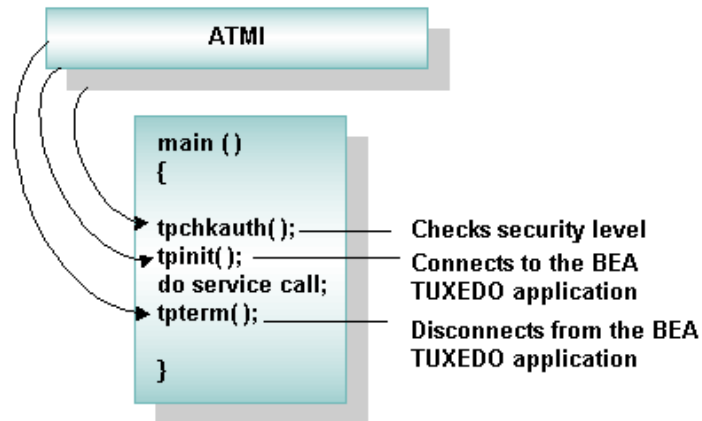 ATMI
main ()
{
tpchkauth();
tpinit();
do service call;
tpterm();
}
Checks security level
Connects to the BEA
TUXEDO application
Disconnects from the BEA
TUXEDO application